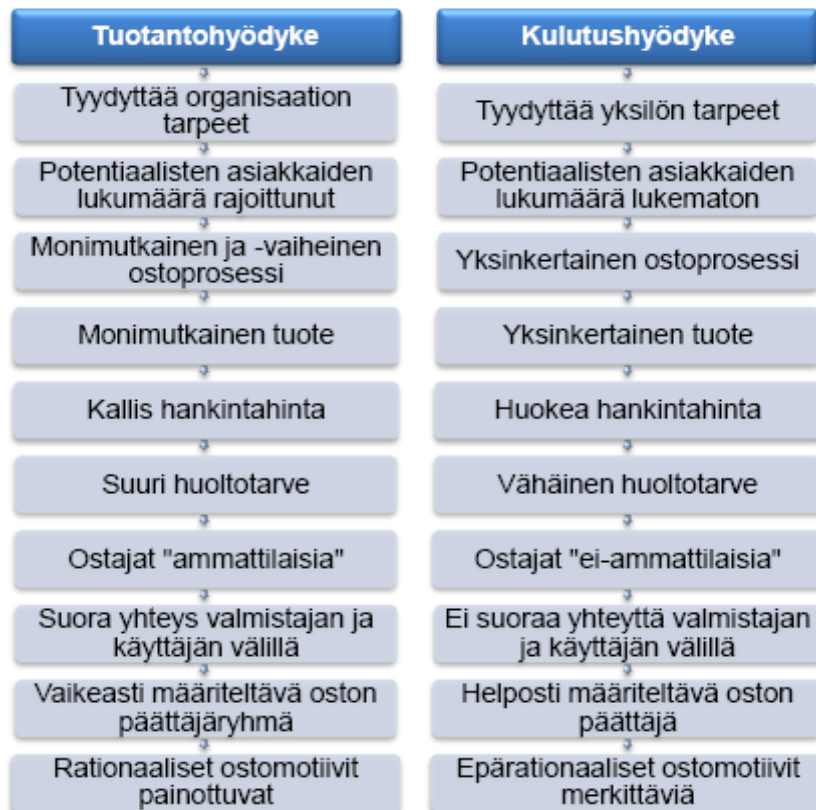 Tuotantohyödyke
Tyydyttää organisaation
tarpeet
Potentiaalisten asiakkaiden
lukumäärä rajoittunut
Monimutkainen ja -vaiheinen
ostoprosessi
Monimutkainen tuote
Kallis hankintahinta
Suuri huoltotarve
Ostajat "ammattilaisia"
Suora yhteys valmistajan ja
käyttäjän välillä
Vaikeasti määriteltävä oston
päättäjäryhmä
Rationaaliset ostomotiivit
painottuvat
Kulutushyödyke
Tyydyttää yksilön tarpeet
Potentiaalisten asiakkaiden
lukumäärä lukematon
Yksinkertainen ostoprosessi
Yksinkertainen tuote
Huokea hankintahinta
Vähäinen huoltotarve
Ostajat "ei-ammattilaisia"
Ei suoraa yhteyttä valmistajan
ja käyttäjän välillä
Helposti määriteltävä oston
päättäjä
Epärationaaliset ostomotiivit
merkittäviä